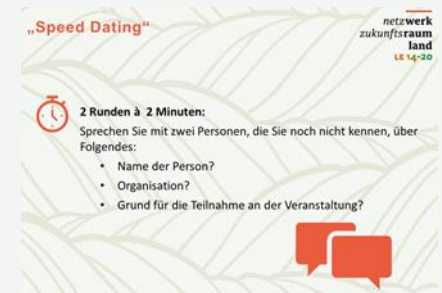 „Speed Dating“
netzwerk
zukunftsraum
land
LE 14-20
2 Runden à 2 Minuten:
Sprechen Sie mit zwei Personen, die Sie noch nicht kennen, über
Folgendes:
• Name der Person?
• Organisation?
• Grund für die Teilnahme an der Veranstaltung?